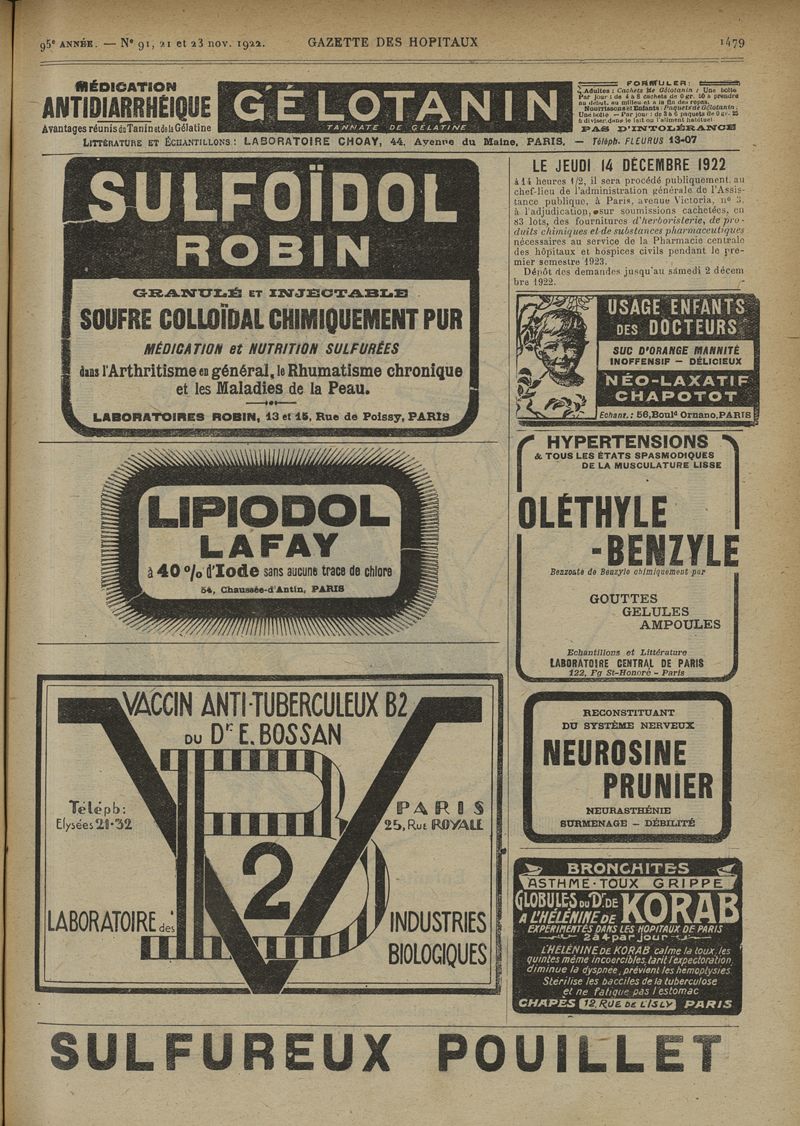 95e ANNÉE. — N° 91, 21 et 23 nov. 1922.
GAZETTE DES HOPITAUX
1479
MÉDICATION
ANTIDIARRHÉIQUE
Avantages réunis du Tanin et de la Gélatine
GÉLOTANIN
TANNATE DE GÉLATINE
FORMULER :
Adultes : Cachets de Gélotanin : Une boîte
Par jour : de 4 à 8 cachets de 0 gr. 50 à prendre
au début, au milieu et à la fin des repas.
Nourrissons et Enfants : Paquets de Gélotanin :
Une boîte — Par jour : de 3 à 6 paquets de 0 gr. 25
à diviser dans le lait ou l'aliment habituel
PAS D'INTOLÉRANCE
LITTÉRATURE ET ÉCHANTILLONS : LABORATOIRE CHOAY, 44, Avenue du Maine, PARIS. — Téléph. FLEURUS 13-07
SULFOÏDOL
ROBIN
GRANULÉ ET INJECTABLE
SOUFRE COLLOÏDAL CHIMIQUEMENT PUR
MÉDICATION et NUTRITION SULFURÉES
dans l'Arthritisme en général, le Rhumatisme chronique
et les Maladies de la Peau.
LABORATOIRES ROBIN, 13 et 15, Rue de Poissy, PARIS
LIPIODOL
LAFAY
à 40 % d'Iode sans aucune trace de chlore
54, Chaussée-d'Antin, PARIS
VACCIN ANTI-TUBERCULEUX B2
DU Dr E. BOSSAN
Téléph:
Elysées 21-32
PARIS
25, RUE ROYALE
BV
2
LABORATOIRE des INDUSTRIES
BIOLOGIQUES
LE JEUDI 14 DÉCEMBRE 1922
à 14 heures 1/2, il sera procédé publiquement, au
chef-lieu de l'administration générale de l'Assis-
tance publique, à Paris, avenue Victoria, n° 3,
à l'adjudication, sur soumissions cachetées, en
83 lots, des fournitures d'herboristerie, de pro-
duits chimiques et de substances pharmaceutiques
nécessaires au service de la Pharmacie centrale
des hôpitaux et hospices civils pendant le pre-
mier semestre 1923.
Dépôt des demandes jusqu'au samedi 2 décem
bre 1922.
USAGE ENFANTS
DES DOCTEURS
SUC D'ORANGE MANNITÉ
INOFFENSIF — DÉLICIEUX
NÉO-LAXATIF
CHAPOTOT
Echant. : 56, Boulᵈ Ornano, PARIS
HYPERTENSIONS
& TOUS LES ÉTATS SPASMODIQUES
DE LA MUSCULATURE LISSE
OLÉTHYLE
-BENZYLE
Benzoate de Benzyle chimiquement pur
GOUTTES
GELULES
AMPOULES
Echantillons et Littérature
LABORATOIRE CENTRAL DE PARIS
122, Fg St-Honoré - Paris
RECONSTITUANT
DU SYSTÈME NERVEUX
NEUROSINE
PRUNIER
NEURASTHÉNIE
SURMENAGE — DÉBILITÉ
BRONCHITES
ASTHME · TOUX GRIPPE
GLOBULES DU Dr DE KORAB
A L'HÉLÉNINE DE
EXPÉRIMENTÉS DANS LES HOPITAUX DE PARIS
2 à 4 par jour
L'HÉLÉNINE DE KORAB calme la toux, les
quintes même incoercibles, tarit l'expectoration,
diminue la dyspnée, prévient les hémoptysies
Stérilise les bacciles de la tuberculose
et ne fatigue pas l'estomac
CHAPÈS 12, RUE DE L'ISLY PARIS
SULFUREUX POUILLET